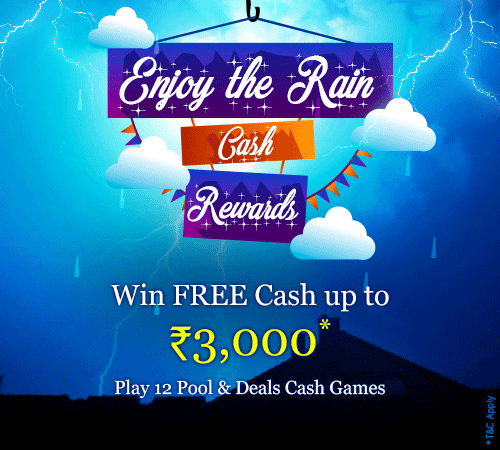 Enjoy the Rain
Cash
Rewards
Win FREE Cash up to
₹3,000*
Play 12 Pool & Deals Cash Games
*T&C Apply